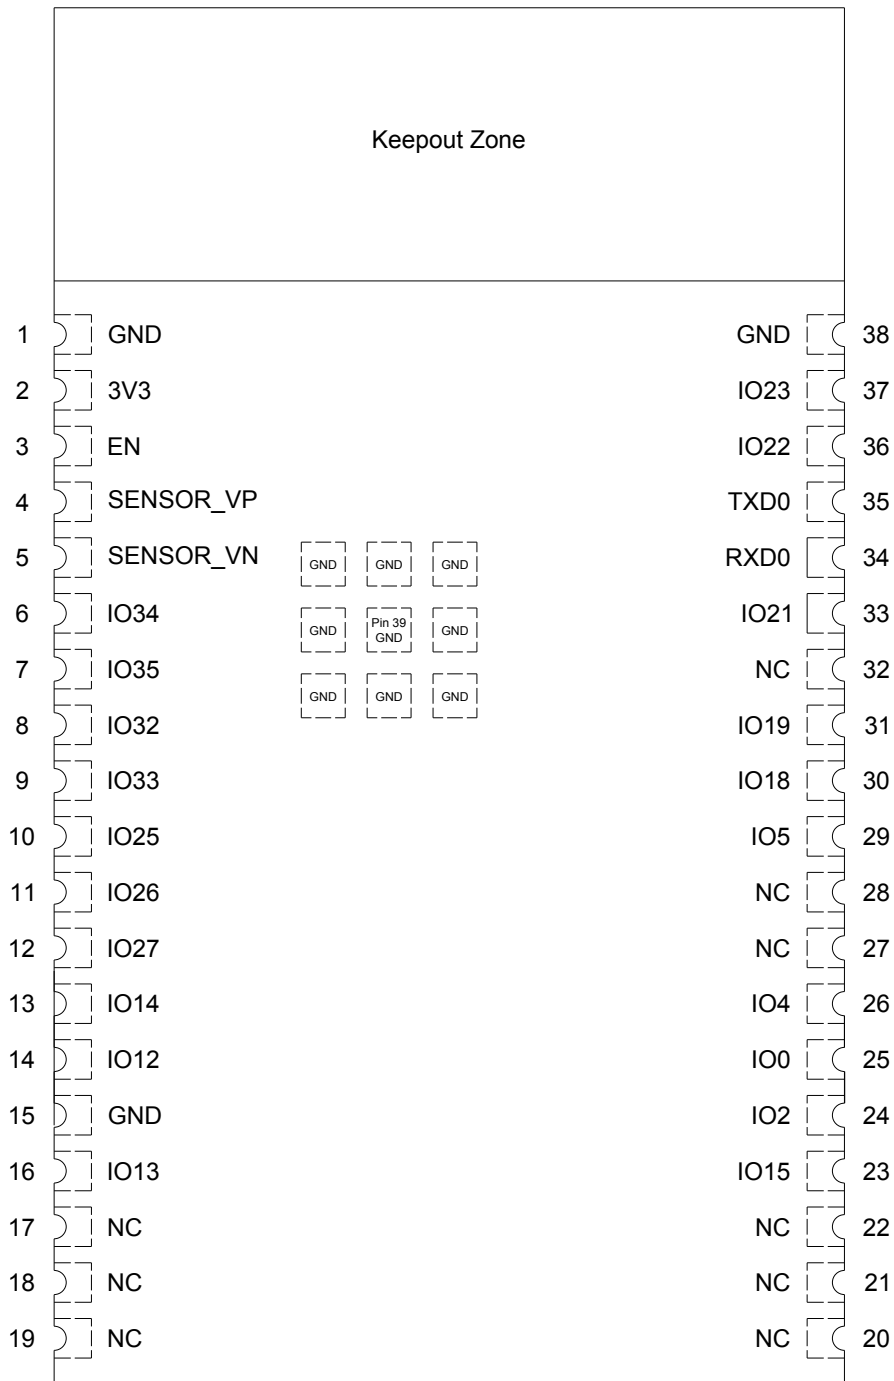 Keepout Zone
1 GND GND 38
2 3V3 IO23 37
3 EN IO22 36
4 SENSOR_VP TXD0 35
5 SENSOR_VN GND GND GND RXD0 34
6 IO34 GND Pin 39 GND GND IO21 33
7 IO35 GND GND GND NC 32
8 IO32 IO19 31
9 IO33 IO18 30
10 IO25 IO5 29
11 IO26 NC 28
12 IO27 NC 27
13 IO14 IO4 26
14 IO12 IO0 25
15 GND IO2 24
16 IO13 IO15 23
17 NC NC 22
18 NC NC 21
19 NC NC 20